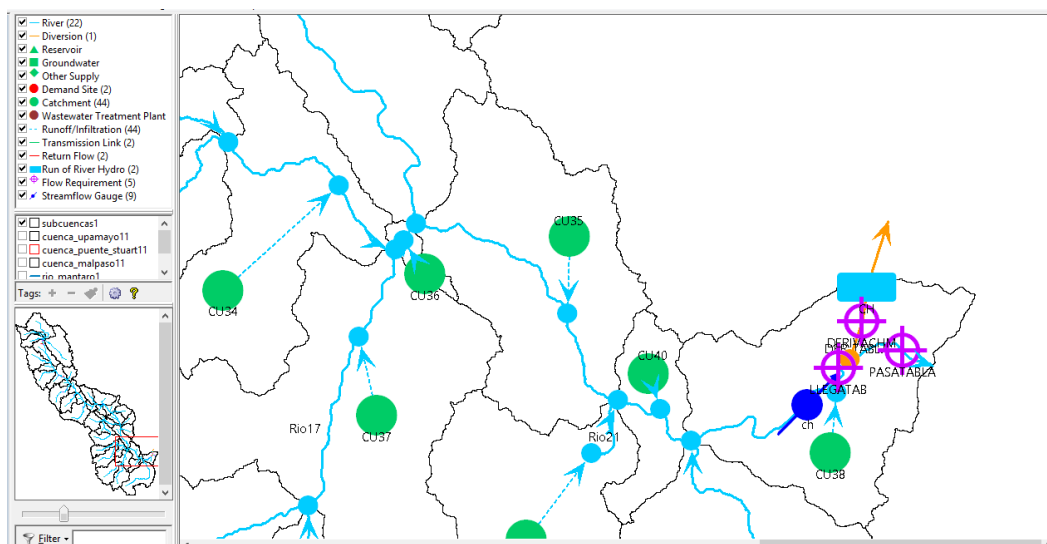 River (22)
Diversion (1)
Reservoir
Groundwater
Other Supply
Demand Site (2)
Catchment (44)
Wastewater Treatment Plant
Runoff/Infiltration (44)
Transmission Link (2)
Return Flow (2)
Run of River Hydro (2)
Flow Requirement (5)
Streamflow Gauge (9)
subcuencas1
cuenca_upamayo11
cuenca_puente_stuart11
cuenca_malpaso11
rio_mantaro1
Tags:
Filter
CU34
CU35
CU36
CU37
CU40
CU38
Rio17
Rio21
CH
DERIVACHM
PASATABLA
LLEGATAB
ch